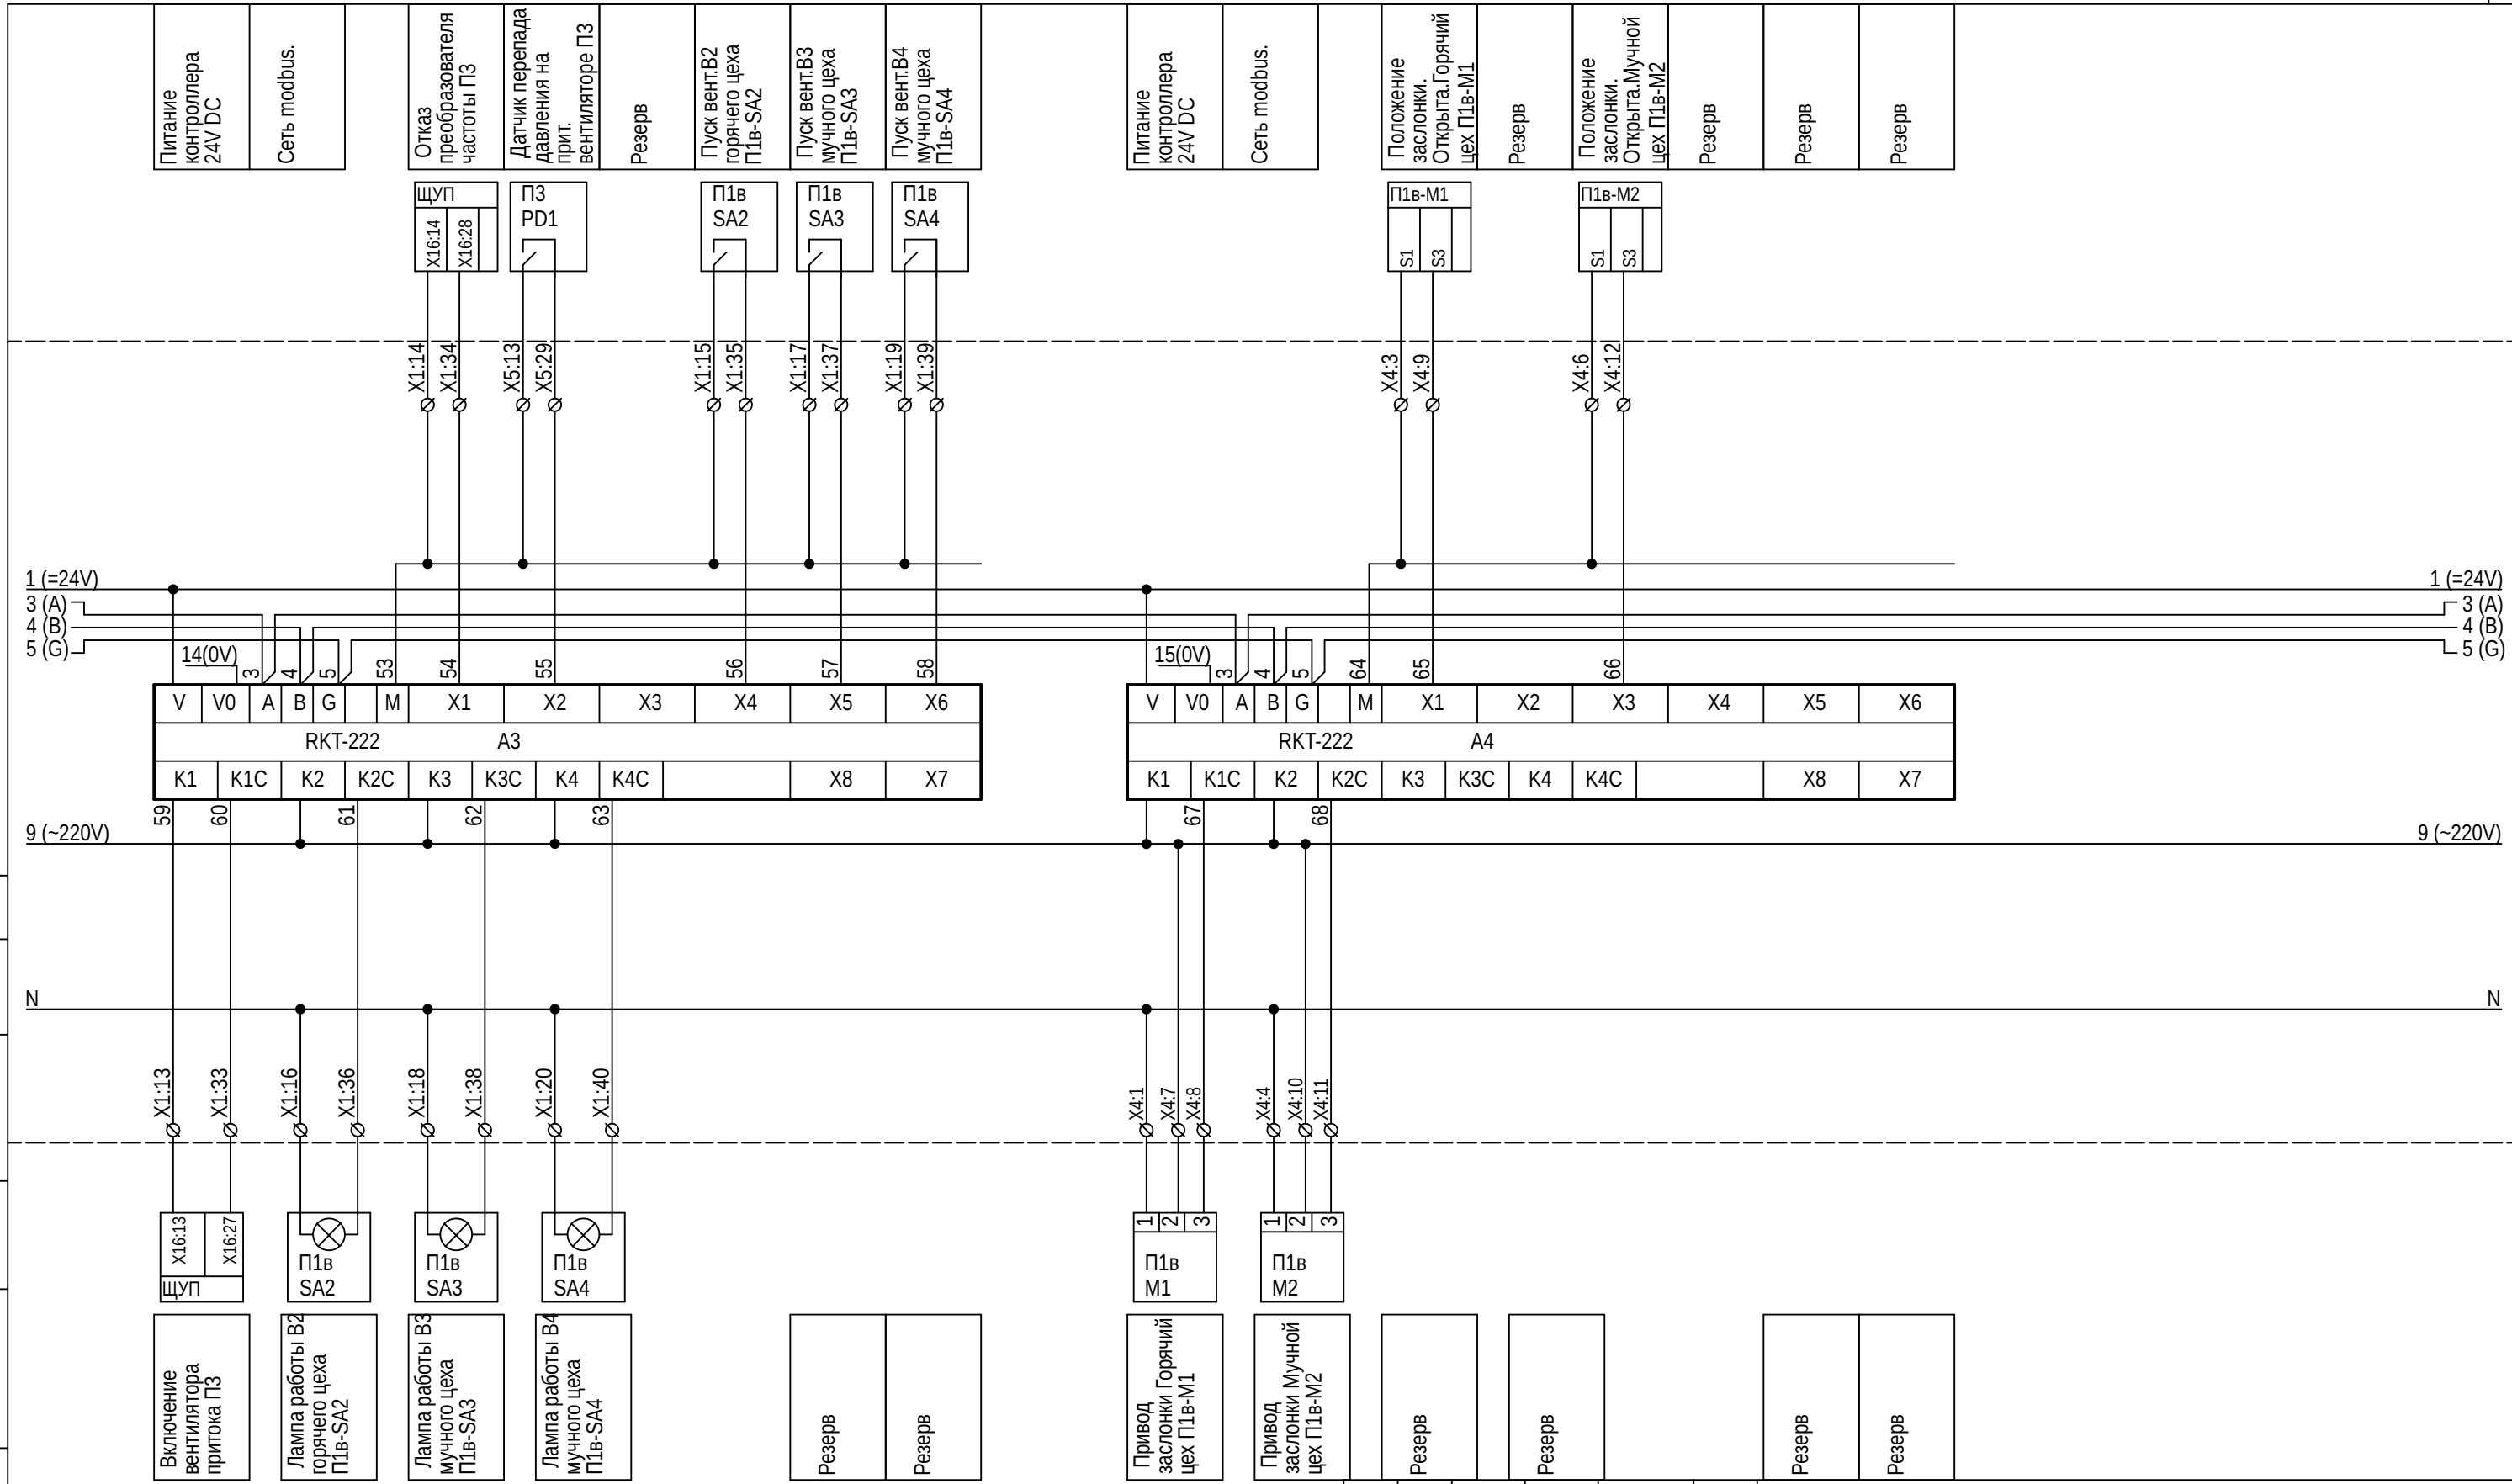 Питание
контроллера
24V DC
Сеть modbus.
Отказ
преобразователя
частоты П3
Датчик перепада
давления на
прит.
вентиляторе П3
Резерв
Пуск вент.В2
горячего цеха
П1в-SA2
Пуск вент.В3
мучного цеха
П1в-SA3
Пуск вент.В4
мучного цеха
П1в-SA4
Питание
контроллера
24V DC
Сеть modbus.
Положение
заслонки.
Открыта.Горячий
цех П1в-М1
Резерв
Положение
заслонки.
Открыта.Мучной
цех П1в-М2
Резерв
Резерв
Резерв
ЩУП
X16:14
X16:28
П3
PD1
П1в
SA2
П1в
SA3
П1в
SA4
П1в-М1
S1
S3
П1в-М2
S1
S3
X1:14
X1:34
X5:13
X5:29
X1:15
X1:35
X1:17
X1:37
X1:19
X1:39
X4:3
X4:9
X4:6
X4:12
1 (=24V)
3 (A)
4 (B)
5 (G)
1 (=24V)
3 (A)
4 (B)
5 (G)
14(0V)
3
4
5
53
54
55
56
57
58
15(0V)
3
4
5
64
65
66
V
V0
A
B
G
M
X1
X2
X3
X4
X5
X6
RKT-222
A3
K1
K1C
K2
K2C
K3
K3C
K4
K4C
X8
X7
V
V0
A
B
G
M
X1
X2
X3
X4
X5
X6
RKT-222
A4
K1
K1C
K2
K2C
K3
K3C
K4
K4C
X8
X7
59
60
61
62
63
67
68
9 (~220V)
9 (~220V)
N
N
X1:13
X1:33
X1:16
X1:36
X1:18
X1:38
X1:20
X1:40
X4:1
X4:7
X4:8
X4:4
X4:10
X4:11
X16:13
X16:27
ЩУП
П1в
SA2
П1в
SA3
П1в
SA4
1
2
3
П1в
М1
1
2
3
П1в
М2
Включение
вентилятора
притока П3
Лампа работы В2
горячего цеха
П1в-SA2
Лампа работы В3
мучного цеха
П1в-SA3
Лампа работы В4
мучного цеха
П1в-SA4
Резерв
Резерв
Привод
заслонки Горячий
цех П1в-М1
Привод
заслонки Мучной
цех П1в-М2
Резерв
Резерв
Резерв
Резерв